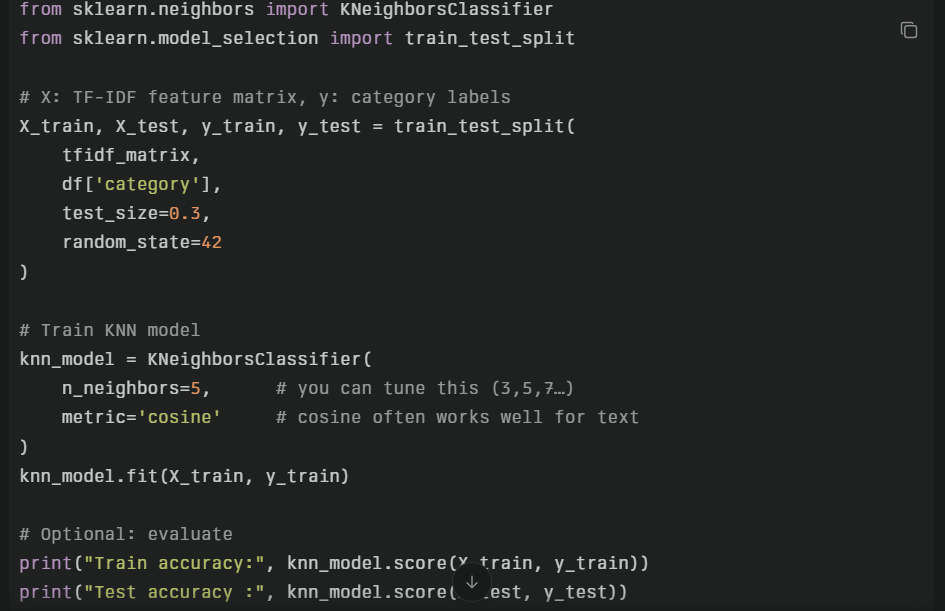 from sklearn.neighbors import KNeighborsClassifier
from sklearn.model_selection import train_test_split
# X: TF-IDF feature matrix, y: category labels
X_train, X_test, y_train, y_test = train_test_split(
    tfidf_matrix,
    df['category'],
    test_size=0.3,
    random_state=42
)
# Train KNN model
knn_model = KNeighborsClassifier(
    n_neighbors=5,      # you can tune this (3,5,7…)
    metric='cosine'     # cosine often works well for text
)
knn_model.fit(X_train, y_train)
# Optional: evaluate
print("Train accuracy:", knn_model.score(X_train, y_train))
print("Test accuracy :", knn_model.score( y_test))